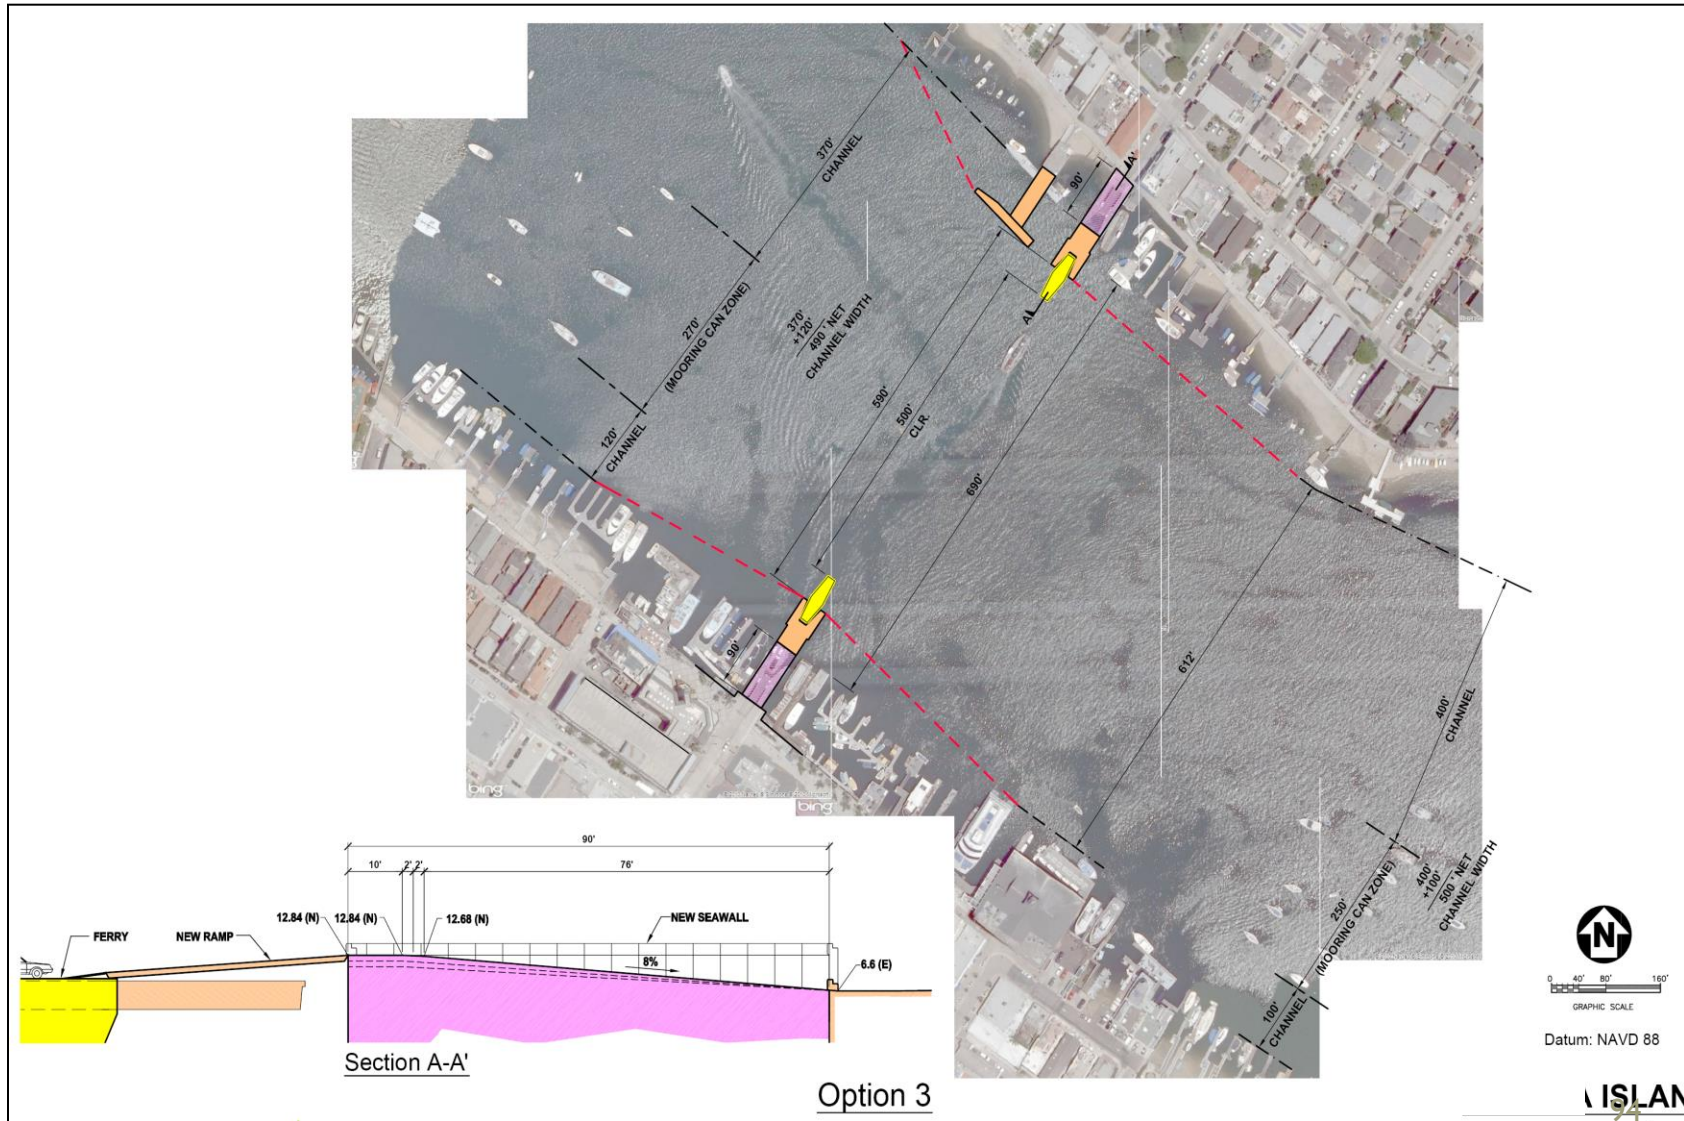 370'
CHANNEL
90'
A'
270'
(MOORING CAN ZONE)
370'
+120'
490 ' NET
CHANNEL WIDTH
A
590'
500'
CLR.
120'
CHANNEL
690'
90'
612'
400'
CHANNEL
bing
bing
400'
+100'
500 ' NET
CHANNEL WIDTH
250'
(MOORING CAN ZONE)
100'
CHANNEL
90'
10'
2'
2'
76'
12.84 (N)
12.84 (N)
12.68 (N)
NEW SEAWALL
FERRY
NEW RAMP
8%
6.6 (E)
Section A-A'
Option 3
N
0 40' 80' 160'
GRAPHIC SCALE
Datum: NAVD 88
ISLAN
94